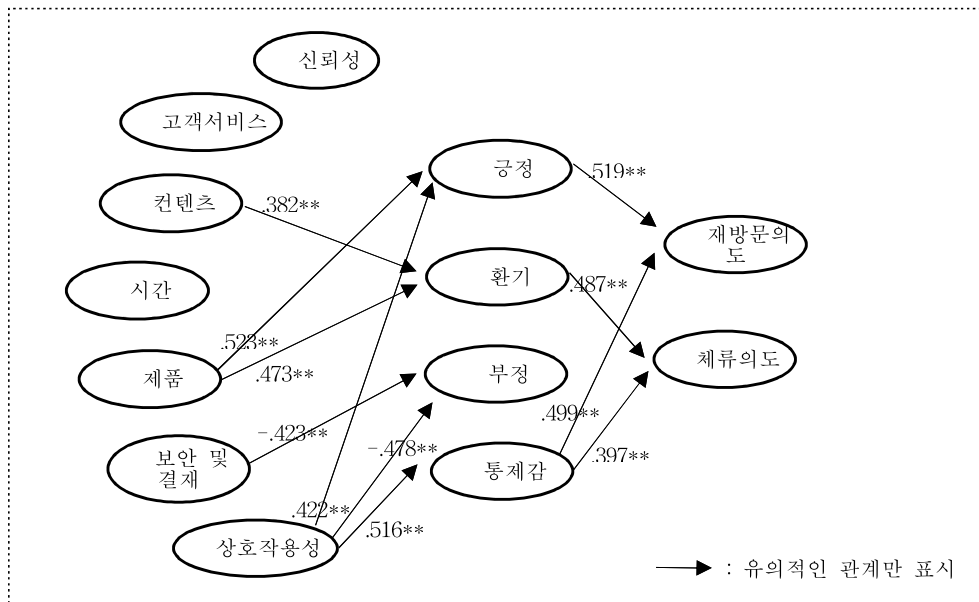 신뢰성
고객서비스
긍정
.519**
컨텐츠
.382**
재방문의
도
환기
.487**
시간
.523**
체류의도
제품
.473**
부정
.499**
-.423**
-.478**
.397**
보안 및
결재
통제감
.422**
.516**
상호작용성
: 유의적인 관계만 표시